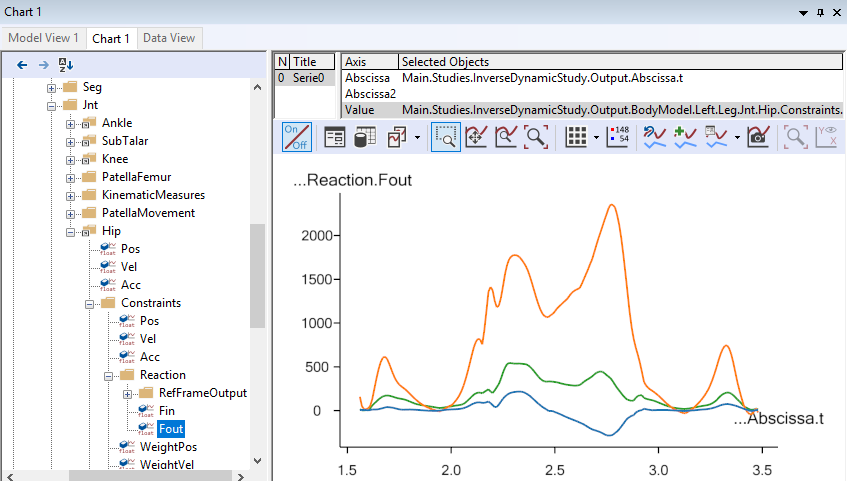 Chart 1
Model View 1 Chart 1 Data View
Seg
Jnt
Ankle
SubTalar
Knee
PatellaFemur
KinematicMeasures
PatellaMovement
Hip
Pos
Vel
Acc
Constraints
Pos
Vel
Acc
Reaction
RefFrameOutput
Fin
Fout
WeightPos
WeightVel
N Title
0 Serie0
Axis Selected Objects
Abscissa Main.Studies.InverseDynamicStudy.Output.Abscissa.t
Abscissa2
Value Main.Studies.InverseDynamicStudy.Output.BodyModel.Left.Leg.Jnt.Hip.Constraints.
On
Off
148
54
Y
X
...Reaction.Fout
2000
1500
1000
500
0
...Abscissa.t
1.5 2.0 2.5 3.0 3.5